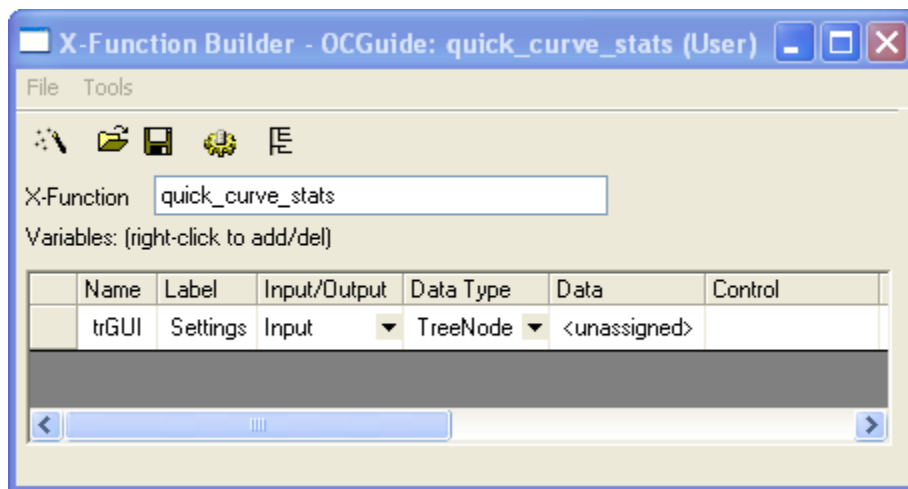 X-Function Builder - OCGuide: quick_curve_stats (User)
File Tools
X-Function quick_curve_stats
Variables: (right-click to add/del)
Name Label Input/Output Data Type Data Control
trGUI Settings Input TreeNode <unassigned>